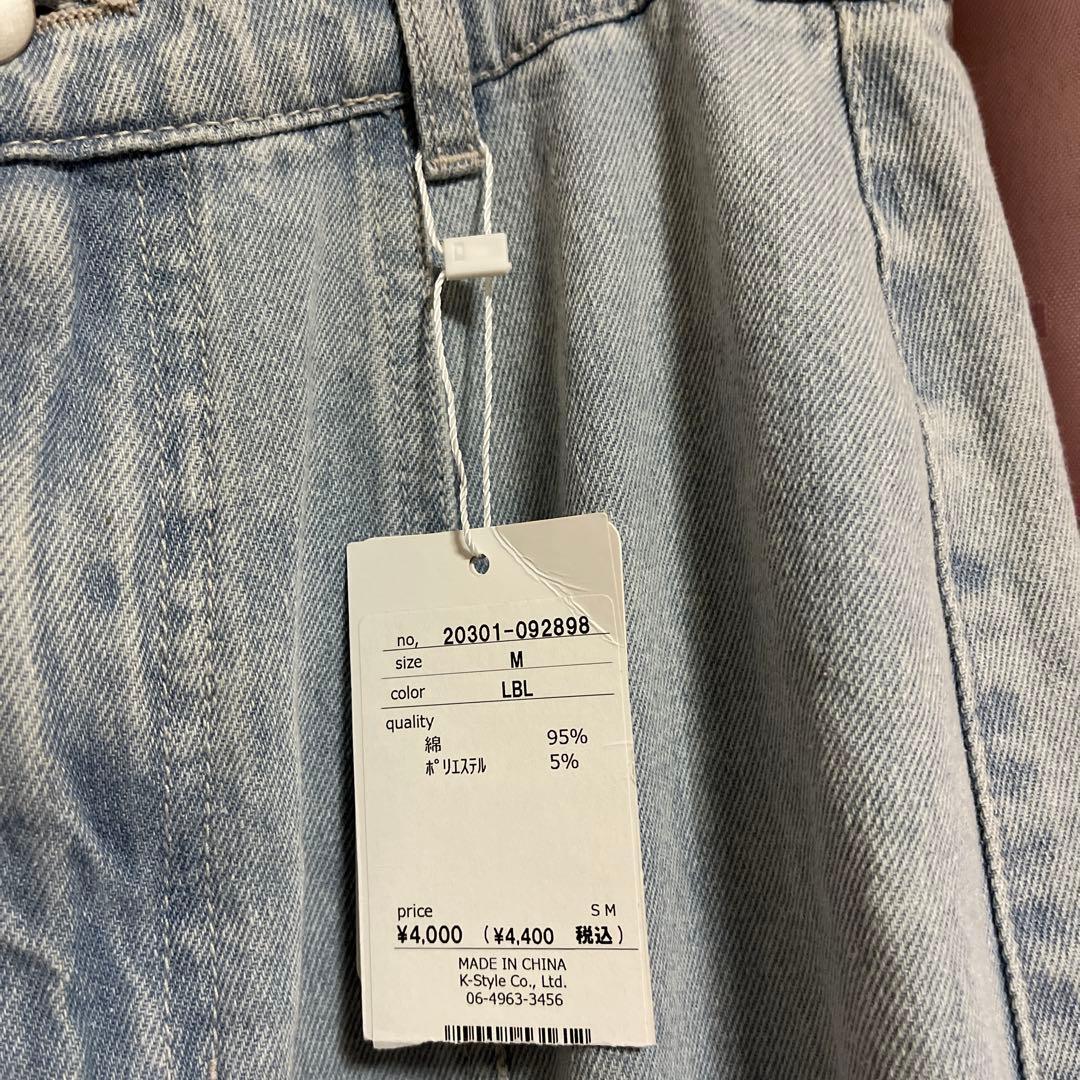 no, 20301-092898
size M
color LBL
quality
綿 95%
ﾎﾟﾘｴｽﾃﾙ 5%
price S M
¥4,000 (¥4,400 税込)
MADE IN CHINA
K-Style Co., Ltd.
06-4963-3456